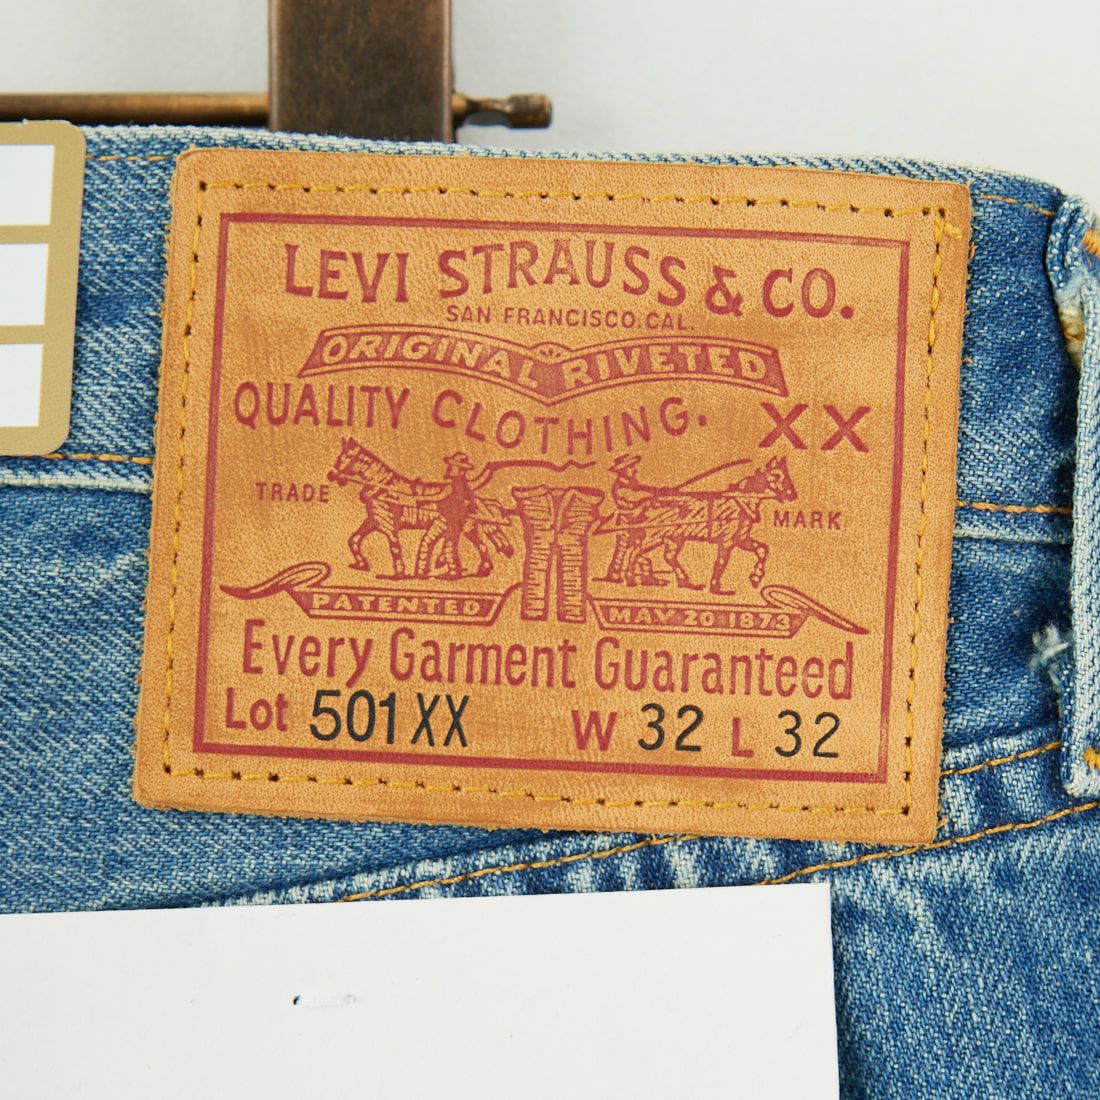 LEVI STRAUSS & CO.
SAN FRANCISCO.CAL.
ORIGINAL RIVETED
QUALITY CLOTHING. XX
TRADE MARK
PATENTED MAY 20 1873
Every Garment Guaranteed
Lot 501XX W 32 L 32